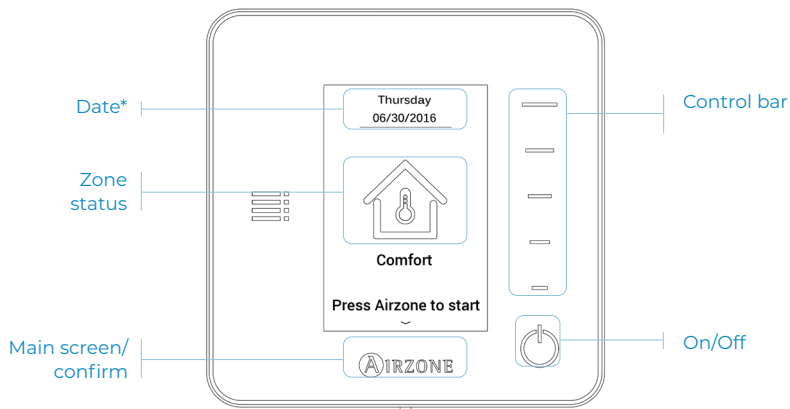 Date*
Zone
status
Main screen/
confirm
Thursday
06/30/2016
Comfort
Press Airzone to start
AIRZONE
Control bar
On/Off